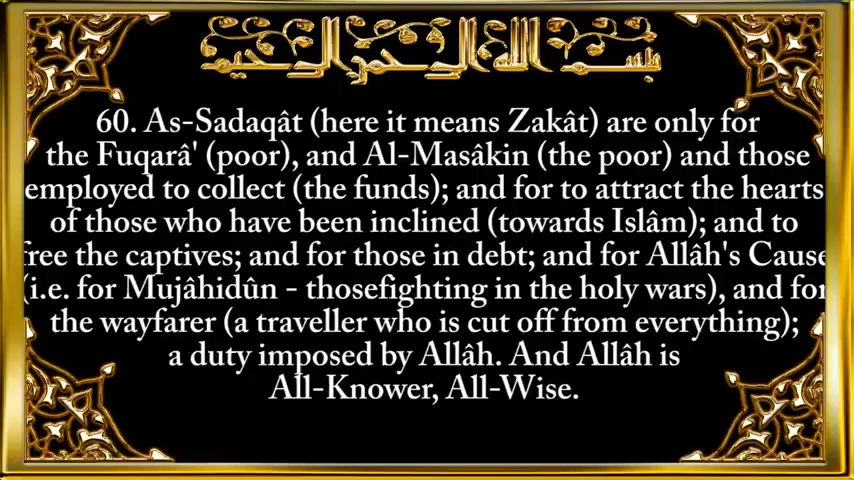 بسم الله الرحمن الرحيم
60. As-Sadaqât (here it means Zakât) are only for
the Fuqarâ' (poor), and Al-Masâkin (the poor) and those
employed to collect (the funds); and for to attract the hearts
of those who have been inclined (towards Islâm); and to
free the captives; and for those in debt; and for Allâh's Cause
(i.e. for Mujâhidûn - thosefighting in the holy wars), and for
the wayfarer (a traveller who is cut off from everything);
a duty imposed by Allâh. And Allâh is
All-Knower, All-Wise.